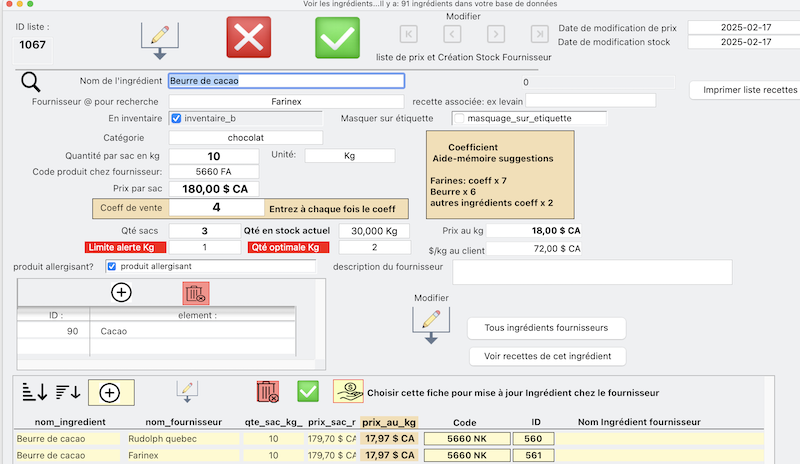 Voir les ingrédients...Il y a: 91 ingrédients dans votre base de données
ID liste :
1067
Modifier
Date de modification de prix
2025-02-17
Date de modification stock
2025-02-17
liste de prix et Création Stock Fournisseur
Nom de l'ingrédient
Beurre de cacao
0
Imprimer liste recettes
Fournisseur @ pour recherche
Farinex
recette associée: ex levain
En inventaire
inventaire_b
Masquer sur étiquette
masquage_sur_etiquette
Catégorie
chocolat
Quantité par sac en kg
10
Unité:
Kg
Code produit chez fournisseur:
5660 FA
Prix par sac
180,00 $ CA
Coefficient
Aide-mémoire suggestions
Farines: coeff x 7
Beurre x 6
autres ingrédients coeff x 2
Coeff de vente
4
Entrez à chaque fois le coeff
Qté sacs
3
Qté en stock actuel
30,000 Kg
Prix au kg
18,00 $ CA
Limite alerte Kg
1
Qté optimale Kg
2
$/kg au client
72,00 $ CA
produit allergisant?
produit allergisant
description du fournisseur
ID :
element :
90
Cacao
Modifier
Tous ingrédients fournisseurs
Voir recettes de cet ingrédient
Choisir cette fiche pour mise à jour Ingrédient chez le fournisseur
nom_ingredient nom_fournisseur qte_sac_kg_ prix_sac_r prix_au_kg Code ID Nom Ingrédient fournisseur
Beurre de cacao Rudolph quebec 10 179,70 $ CA 17,97 $ CA 5660 NK 560
Beurre de cacao Farinex 10 179,70 $ CA 17,97 $ CA 5660 NK 561